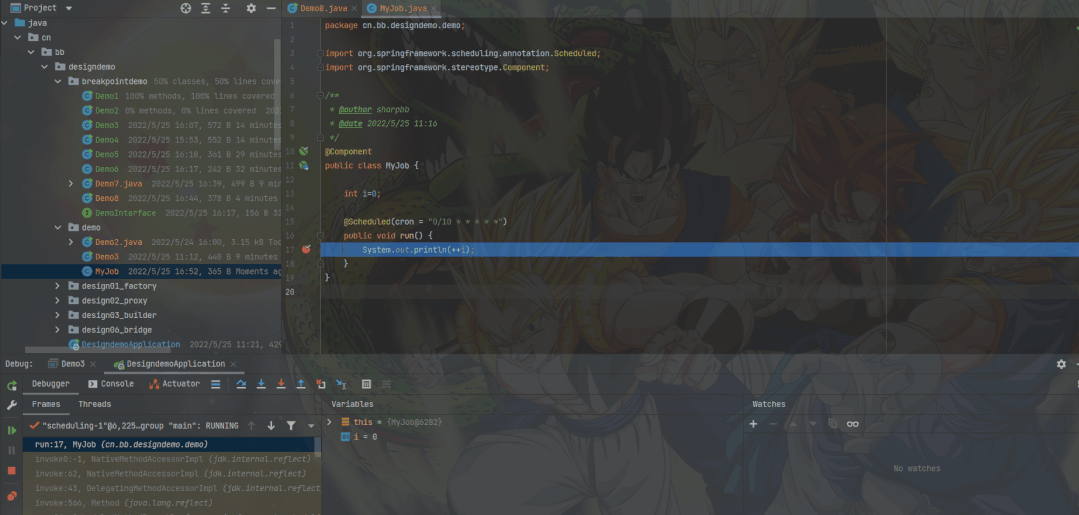 Project
java
cn
bb
designdemo
breakpointdemo 50% classes, 50% lines cove
Demo1 100% methods, 100% lines covered
Demo2 0% methods, 0% lines covered 202
Demo3 2022/5/25 16:07, 572 B 14 minute
Demo4 2022/5/25 15:53, 552 B 14 minute
Demo5 2022/5/25 16:18, 361 B 29 minute
Demo6 2022/5/25 16:17, 242 B 32 minute
Demo7.java 2022/5/25 16:39, 499 B 9 min
Demo8 2022/5/25 16:44, 378 B 4 minutes
DemoInterface 2022/5/25 16:17, 156 B 32
demo
Demo2.java 2022/5/24 16:00, 3.15 kB Tod
Demo3 2022/5/25 11:12, 440 B 9 minutes
MyJob 2022/5/25 16:52, 365 B Moments ag
design01_factory
design02_proxy
design03_builder
design06_bridge
DesigndemoApplication 2022/5/25 11:21, 429
Demo8.java
MyJob.java
1 package cn.bb.designdemo.demo;
2
3 import org.springframework.scheduling.annotation.Scheduled;
4 import org.springframework.stereotype.Component;
5
6 /**
7 * @author sharpbb
8 * @date 2022/5/25 11:16
9 */
10 @Component
11 public class MyJob {
12
13 int i=0;
14
15 @Scheduled(cron = "0/10 * * * * *")
16 public void run() {
17 System.out.println(++i);
18 }
19 }
20
Debug: Demo3 DesigndemoApplication
Debugger Console Actuator
Frames Threads
"scheduling-1"@6,225...group "main": RUNNING
run:17, MyJob (cn.bb.designdemo.demo)
invoke0:-1, NativeMethodAccessorImpl (jdk.internal.reflect)
invoke:62, NativeMethodAccessorImpl (jdk.internal.reflect)
invoke:43, DelegatingMethodAccessorImpl (jdk.internal.reflect
invoke:566, Method (java.lang.reflect)
Variables
this = {MyJob@6282}
i = 0
Watches
No watches